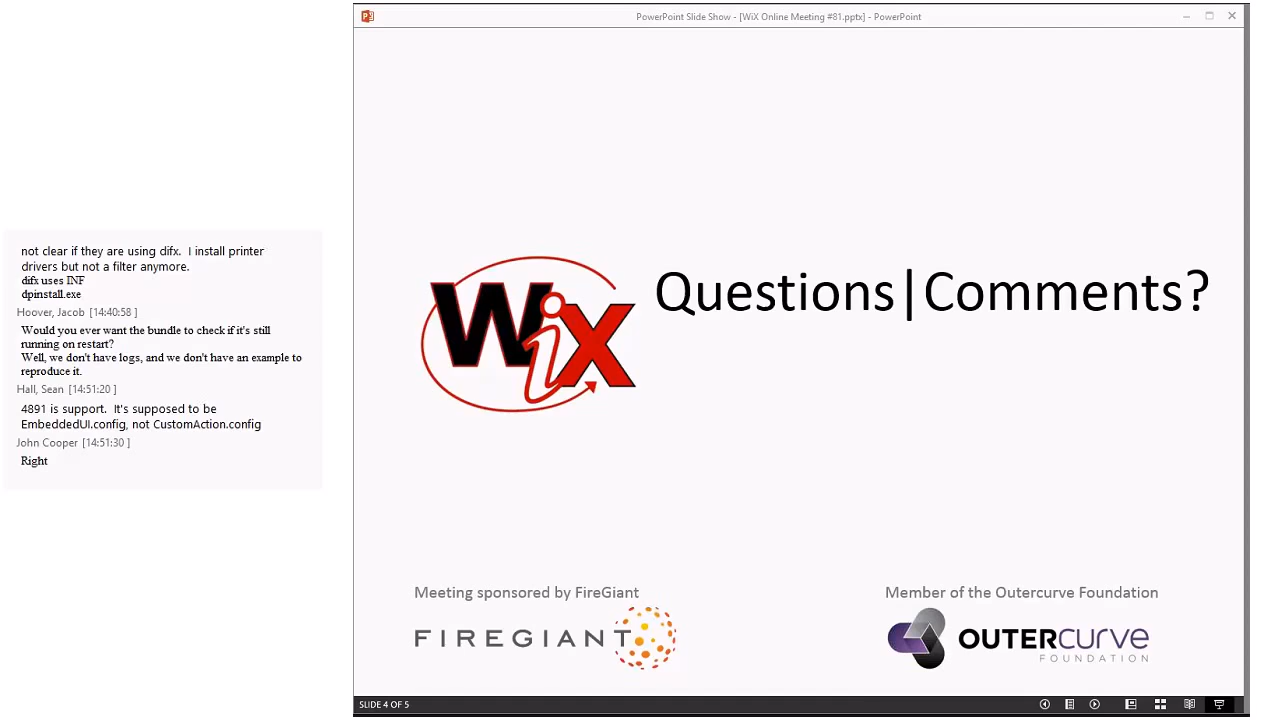 PowerPoint Slide Show - [WiX Online Meeting #81.pptx] - PowerPoint
not clear if they are using difx. I install printer
drivers but not a filter anymore.
difx uses INF
dpinstall.exe
Hoover, Jacob [14:40:58 ]
Would you ever want the bundle to check if it's still
running on restart?
Well, we don't have logs, and we don't have an example to
reproduce it.
Hall, Sean [14:51:20 ]
4891 is support. It's supposed to be
EmbeddedUI.config, not CustomAction.config
John Cooper [14:51:30 ]
Right
WiX
Questions|Comments?
Meeting sponsored by FireGiant
FIREGIANT
Member of the Outercurve Foundation
OUTERCURVE
FOUNDATION
SLIDE 4 OF 5